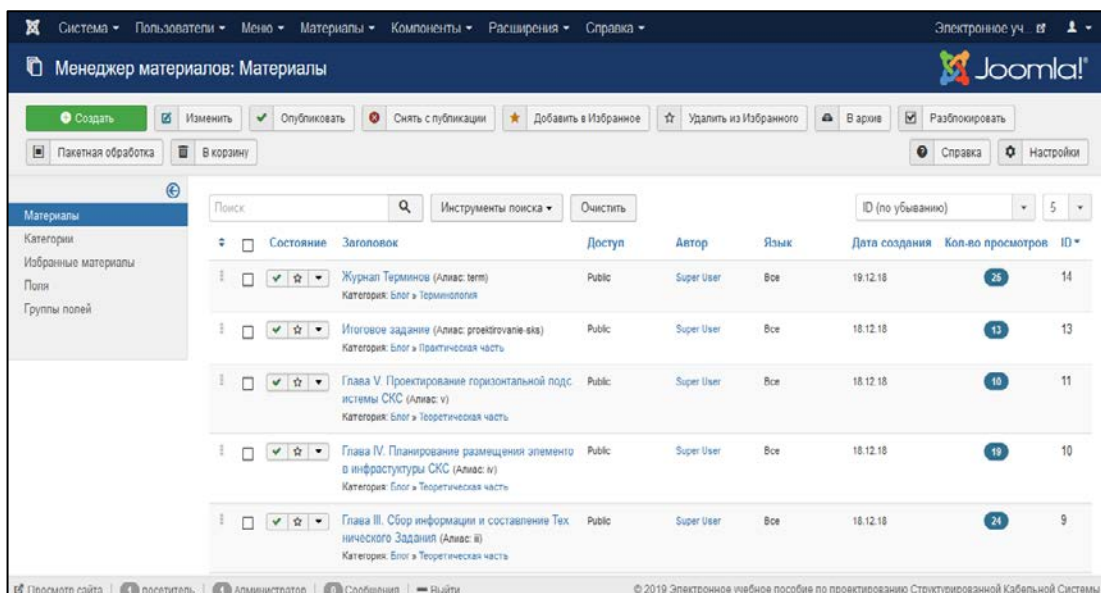 Система Пользователи Меню Материалы Компоненты Расширения Справка Электронное уч...
Менеджер материалов: Материалы Joomla!
Создать Изменить Опубликовать Снять с публикации Добавить в Избранное Удалить из Избранного В архив Разблокировать
Пакетная обработка В корзину Справка Настройки
Поиск Инструменты поиска Очистить ID (по убыванию) 5
Материалы
Категории
Избранные материалы
Поля
Группы полей
Состояние Заголовок Доступ Автор Язык Дата создания Кол-во просмотров ID
Журнал Терминов (Алиас: term) Public Super User Все 19.12.18 26 14
Категория: Блог » Терминология
Итоговое задание (Алиас: proektirovanie-sks) Public Super User Все 18.12.18 13 13
Категория: Блог » Практическая часть
Глава V. Проектирование горизонтальной подс Public Super User Все 18.12.18 10 11
истемы СКС (Алиас: v)
Категория: Блог » Теоретическая часть
Глава IV. Планирование размещения элементо Public Super User Все 18.12.18 19 10
в инфраструктуры СКС (Алиас: iv)
Категория: Блог » Теоретическая часть
Глава III. Сбор информации и составление Тех Public Super User Все 18.12.18 24 9
нического Задания (Алиас: iii)
Категория: Блог » Теоретическая часть
Просмотр сайта посетитель Администратор 0 Сообщения Выйти © 2019 Электронное учебное пособие по проектированию Структурированной Кабельной Системы